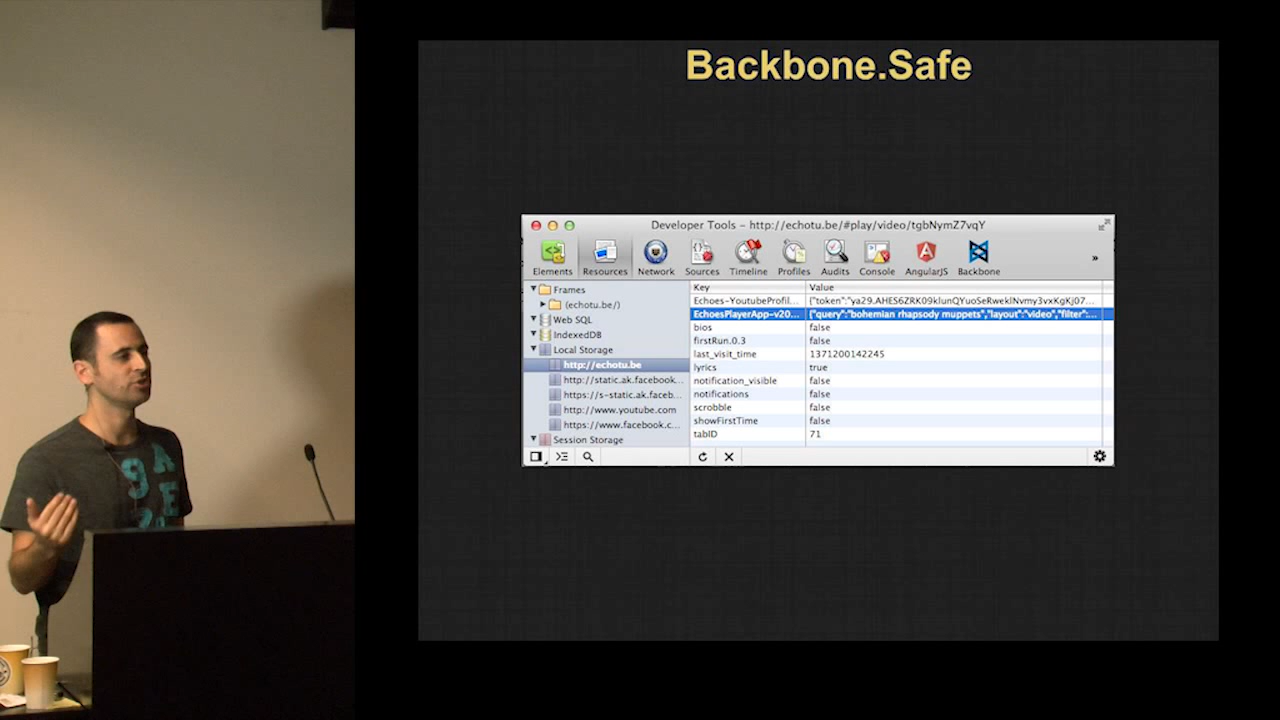 Backbone.Safe
Developer Tools – http://echotu.be/#play/video/tgbNymZ7vqY
Elements Resources Network Sources Timeline Profiles Audits Console AngularJS Backbone »
Frames
(echotu.be/)
Web SQL
IndexedDB
Local Storage
http://echotu.be
http://static.ak.facebook...
https://s-static.ak.faceb...
http://www.youtube.com
https://www.facebook.c...
Session Storage
Key Value
Echoes-YoutubeProfil...
EchoesPlayerApp-v20... {"query":"bohemian rhapsody muppets","layout":"video","filter":...
bios false
firstRun.0.3 false
last_visit_time 1371200142245
lyrics true
notification_visible false
notifications false
scrobble false
showFirstTime false
tabID 71
9 A
E